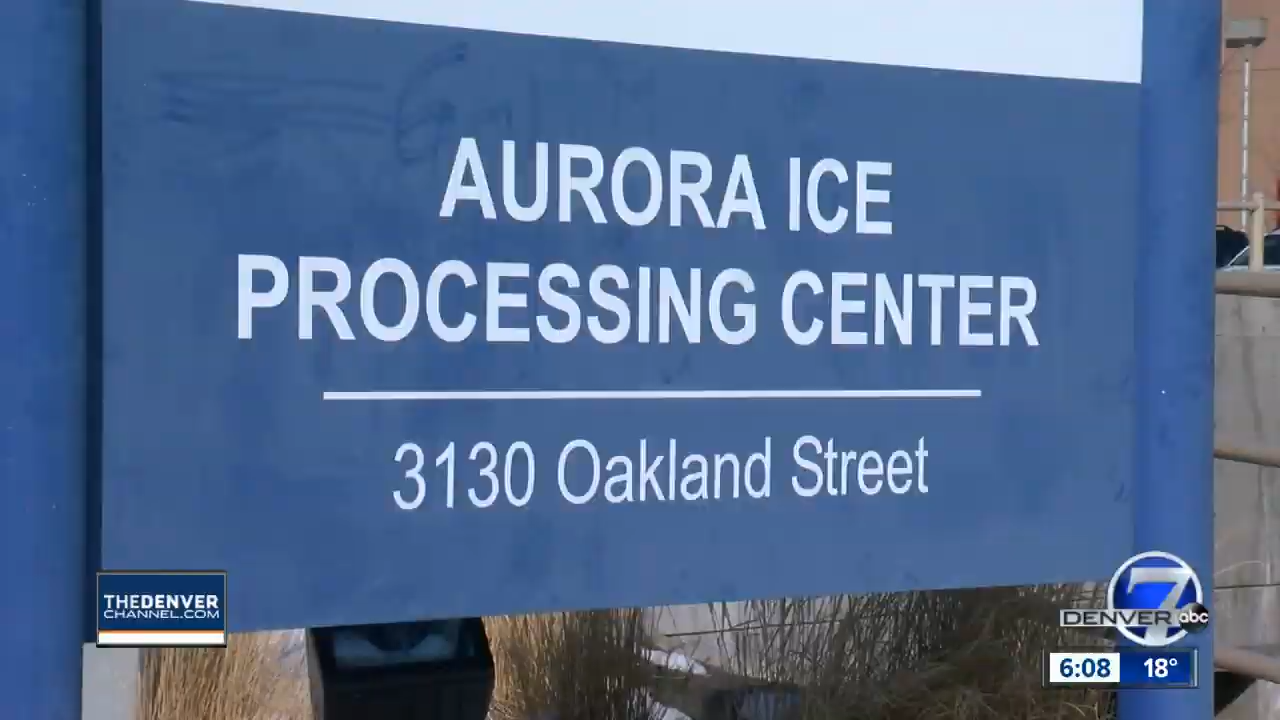 AURORA ICE
PROCESSING CENTER
3130 Oakland Street
THEDENVER
CHANNEL.COM
7
DENVER abc
6:08 18°